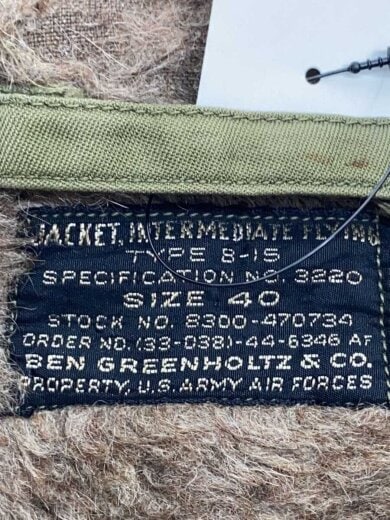 JACKET, INTERMEDIATE FLYING
TYPE B-15
SPECIFICATION NO. 3220
SIZE 40
STOCK NO. 8300-470734
ORDER NO. (33-038)-44-6346 AF
BEN GREENHOLTZ & CO.
PROPERTY, U.S. ARMY AIR FORCES